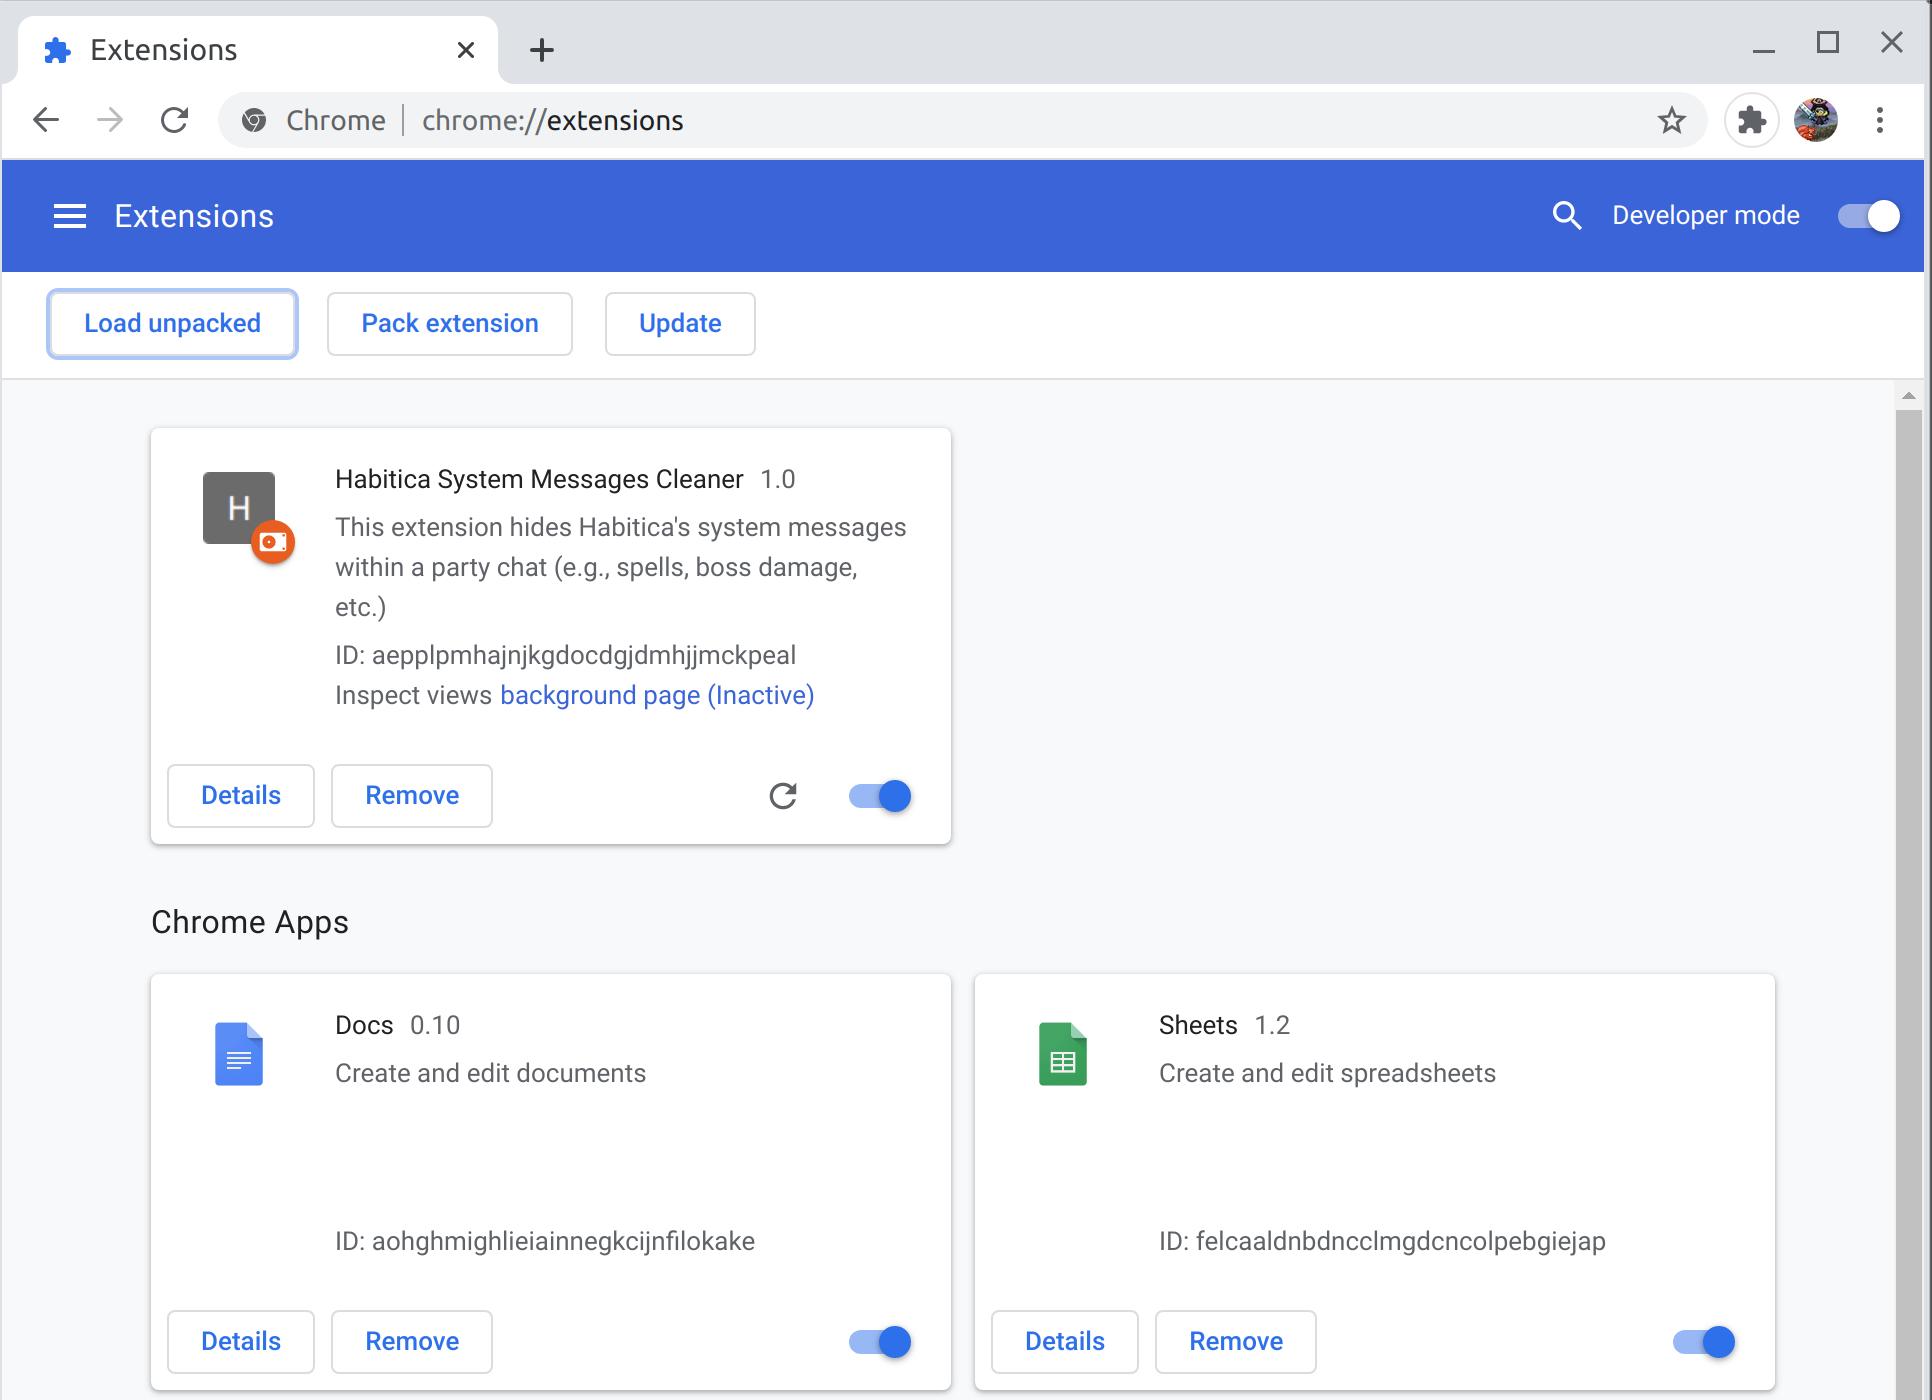 Extensions
Chrome
chrome://extensions
Extensions
Developer mode
Load unpacked
Pack extension
Update
H
Habitica System Messages Cleaner 1.0
This extension hides Habitica's system messages
within a party chat (e.g., spells, boss damage,
etc.)
ID: aepplpmhajnjkgdocdgjdmhjjmckpeal
Inspect views background page (Inactive)
Details
Remove
Chrome Apps
Docs 0.10
Create and edit documents
ID: aohghmighlieiainnegkcijnfilokake
Details
Remove
Sheets 1.2
Create and edit spreadsheets
ID: felcaaldnbdncclmgdcncolpebgiejap
Details
Remove